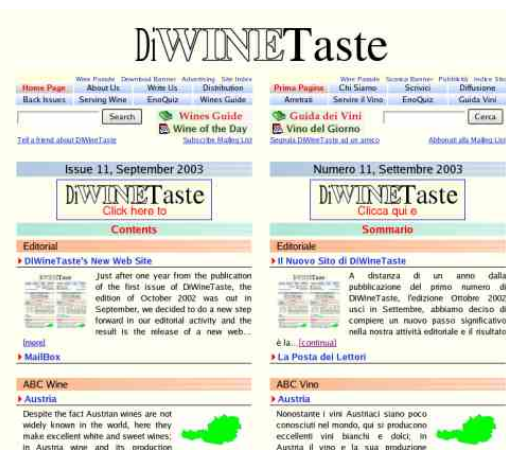 DiWINETaste
Wine Parade Download Banner Advertising Site Index
Home Page About Us Write Us Distribution
Back Issues Serving Wine EnoQuiz Wines Guide
Search Wines Guide
Wine of the Day
Tell a friend about DiWineTaste Subscribe Mailing List
Issue 11, September 2003
DiWINETaste
Click here to
Contents
Editorial
DiWineTaste's New Web Site
Just after one year from the publication
of the first issue of DiWineTaste, the
edition of October 2002 was out in
September, we decided to do a new step
forward in our editorial activity and the
result is the release of a new web...
[more]
MailBox
ABC Wine
Austria
Despite the fact Austrian wines are not
widely known in the world, here they
make excellent white and sweet wines;
in Austria wine and its production
Wine Parade Scarica Banner Pubblicità Indice Sito
Prima Pagina Chi Siamo Scrivici Diffusione
Arretrati Servire il Vino EnoQuiz Guida Vini
Guida dei Vini Cerca
Vino del Giorno
Segnala DiWineTaste ad un amico Abbonati alla Mailing List
Numero 11, Settembre 2003
DiWINETaste
Clicca qui e
Sommario
Editoriale
Il Nuovo Sito di DiWineTaste
A distanza di un anno dalla
pubblicazione del primo numero di
DiWineTaste, l'edizione Ottobre 2002
usci in Settembre, abbiamo deciso di
compiere un nuovo passo significativo
nella nostra attività editoriale e il risultato
è la... [continua]
La Posta dei Lettori
ABC Vino
Austria
Nonostante i vini Austriaci siano poco
conosciuti nel mondo, qui si producono
eccellenti vini bianchi e dolci; in
Austria il vino e la sua produzione